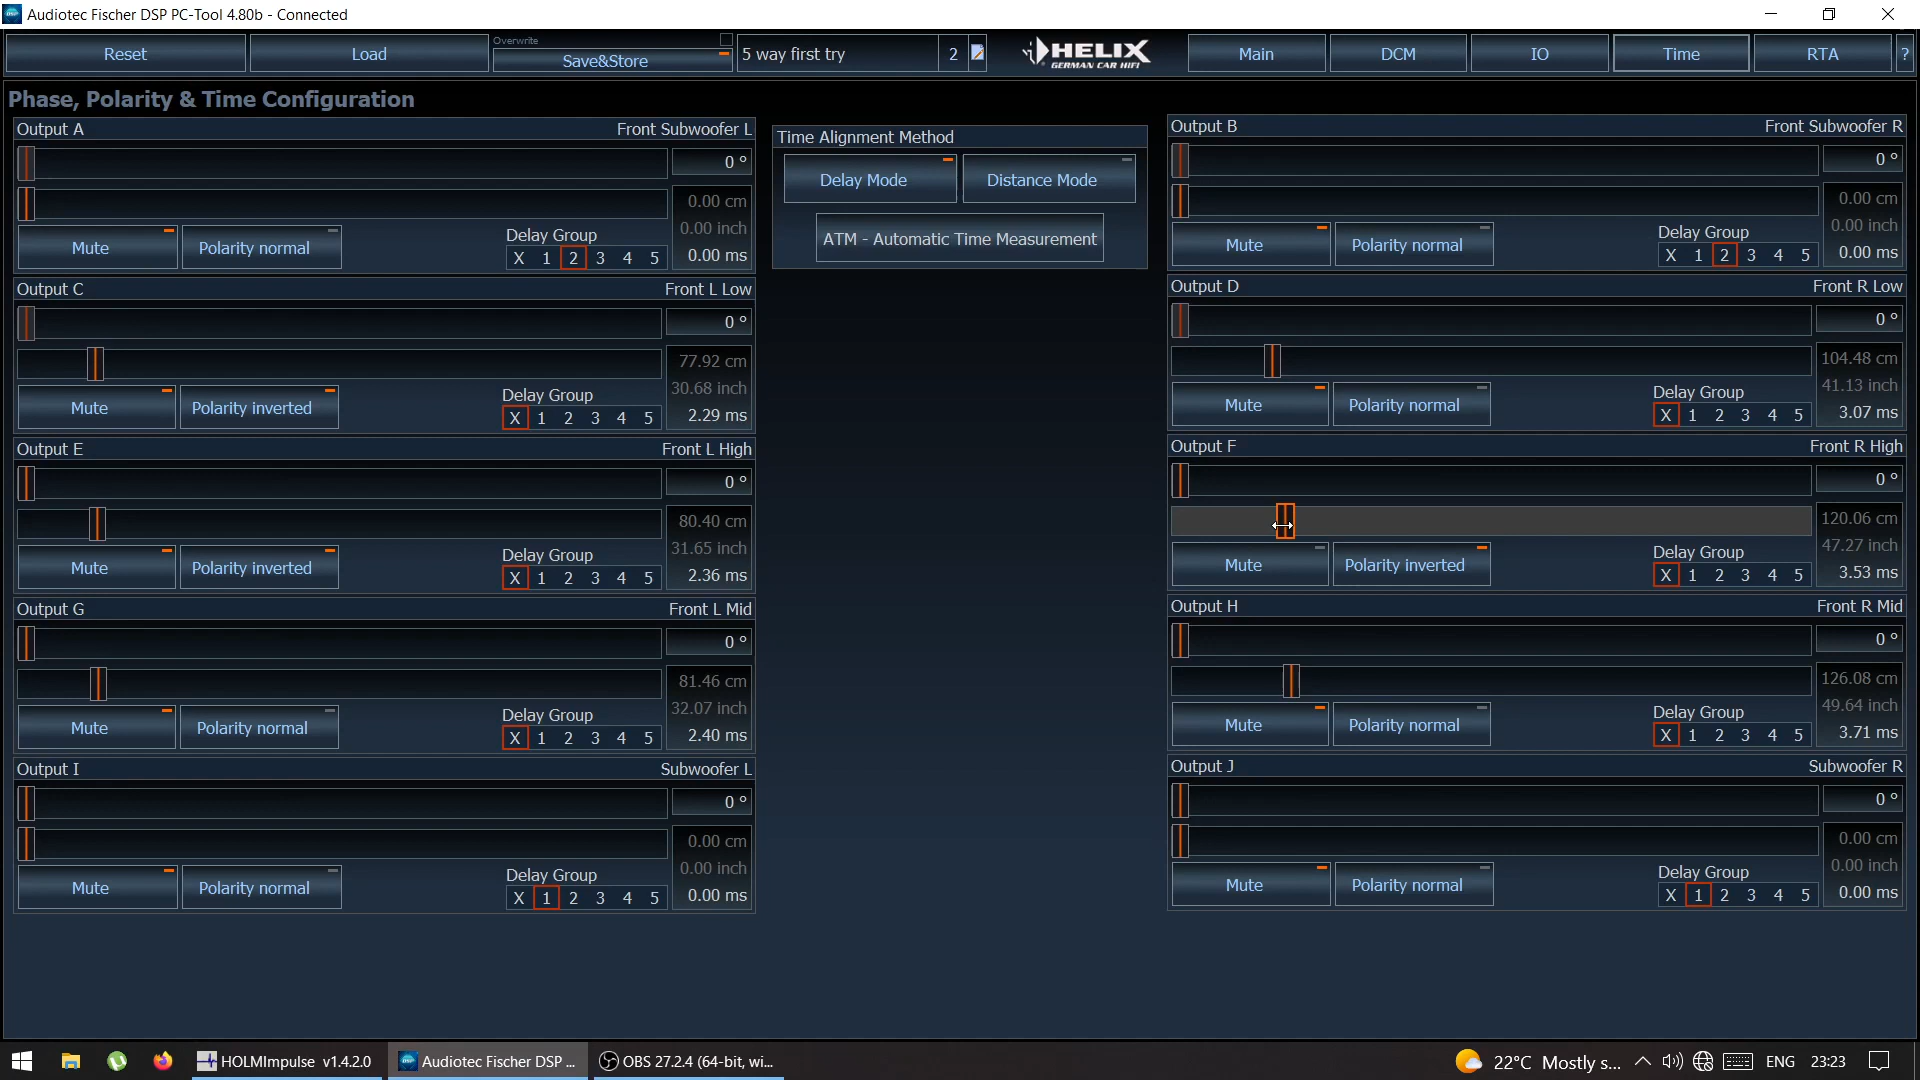 Audiotec Fischer DSP PC-Tool 4.80b - Connected
Reset
Load
Overwrite
Save&Store
5 way first try
2
HELIX
GERMAN CAR HIFI
Main
DCM
IO
Time
RTA
?
Phase, Polarity & Time Configuration
Output A
Front Subwoofer L
0 °
0.00 cm
0.00 inch
0.00 ms
Mute
Polarity normal
Delay Group
X 1 2 3 4 5
Output C
Front L Low
0 °
77.92 cm
30.68 inch
2.29 ms
Mute
Polarity inverted
Delay Group
X 1 2 3 4 5
Output E
Front L High
0 °
80.40 cm
31.65 inch
2.36 ms
Mute
Polarity inverted
Delay Group
X 1 2 3 4 5
Output G
Front L Mid
0 °
81.46 cm
32.07 inch
2.40 ms
Mute
Polarity normal
Delay Group
X 1 2 3 4 5
Output I
Subwoofer L
0 °
0.00 cm
0.00 inch
0.00 ms
Mute
Polarity normal
Delay Group
X 1 2 3 4 5
Time Alignment Method
Delay Mode
Distance Mode
ATM - Automatic Time Measurement
Output B
Front Subwoofer R
0 °
0.00 cm
0.00 inch
0.00 ms
Mute
Polarity normal
Delay Group
X 1 2 3 4 5
Output D
Front R Low
0 °
104.48 cm
41.13 inch
3.07 ms
Mute
Polarity normal
Delay Group
X 1 2 3 4 5
Output F
Front R High
0 °
120.06 cm
47.27 inch
3.53 ms
Mute
Polarity inverted
Delay Group
X 1 2 3 4 5
Output H
Front R Mid
0 °
126.08 cm
49.64 inch
3.71 ms
Mute
Polarity normal
Delay Group
X 1 2 3 4 5
Output J
Subwoofer R
0 °
0.00 cm
0.00 inch
0.00 ms
Mute
Polarity normal
Delay Group
X 1 2 3 4 5
HOLMImpulse v1.4.2.0
Audiotec Fischer DSP ...
OBS 27.2.4 (64-bit, wi...
22°C Mostly s...
ENG
23:23